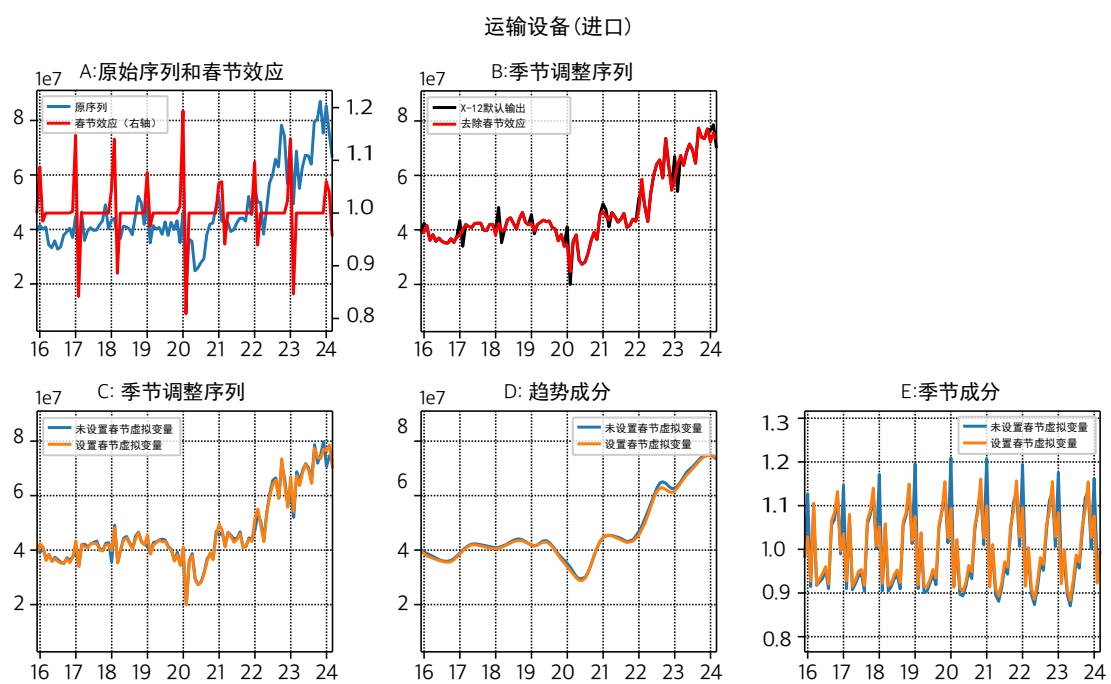 运输设备(进口)
A:原始序列和春节效应
1e7
原序列
春节效应（右轴）
8
6
4
2
1.2
1.1
1.0
0.9
0.8
16 17 18 19 20 21 22 23 24
B:季节调整序列
1e7
X-12默认输出
去除春节效应
8
6
4
2
16 17 18 19 20 21 22 23 24
C: 季节调整序列
1e7
未设置春节虚拟变量
设置春节虚拟变量
8
6
4
2
16 17 18 19 20 21 22 23 24
D: 趋势成分
1e7
未设置春节虚拟变量
设置春节虚拟变量
8
6
4
2
16 17 18 19 20 21 22 23 24
E:季节成分
未设置春节虚拟变量
设置春节虚拟变量
1.3
1.2
1.1
1.0
0.9
0.8
16 17 18 19 20 21 22 23 24